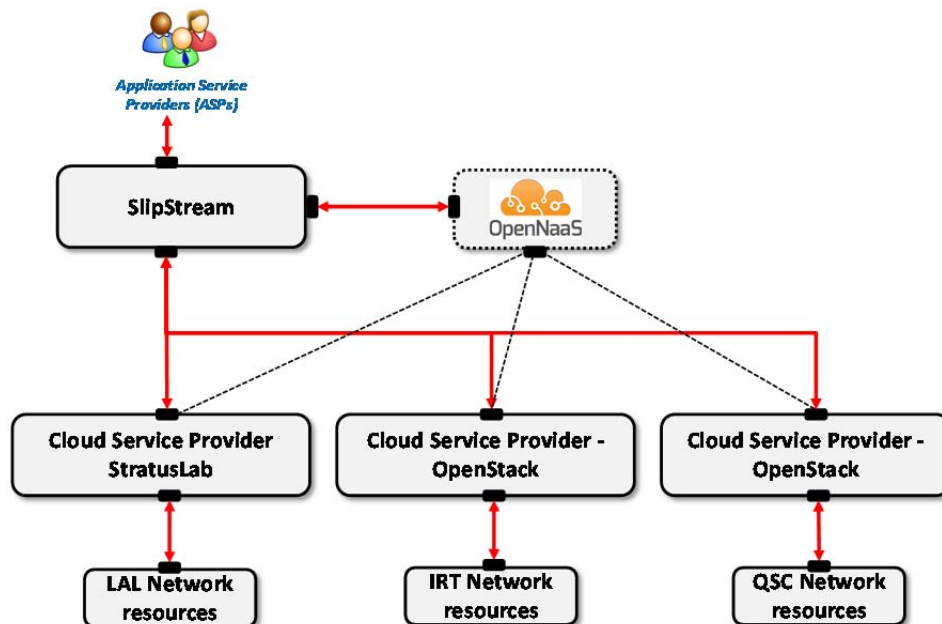 Application Service
Providers (ASPs)
SlipStream
OpenNaaS
Cloud Service Provider
StratusLab
Cloud Service Provider -
OpenStack
Cloud Service Provider -
OpenStack
LAL Network
resources
IRT Network
resources
QSC Network
resources